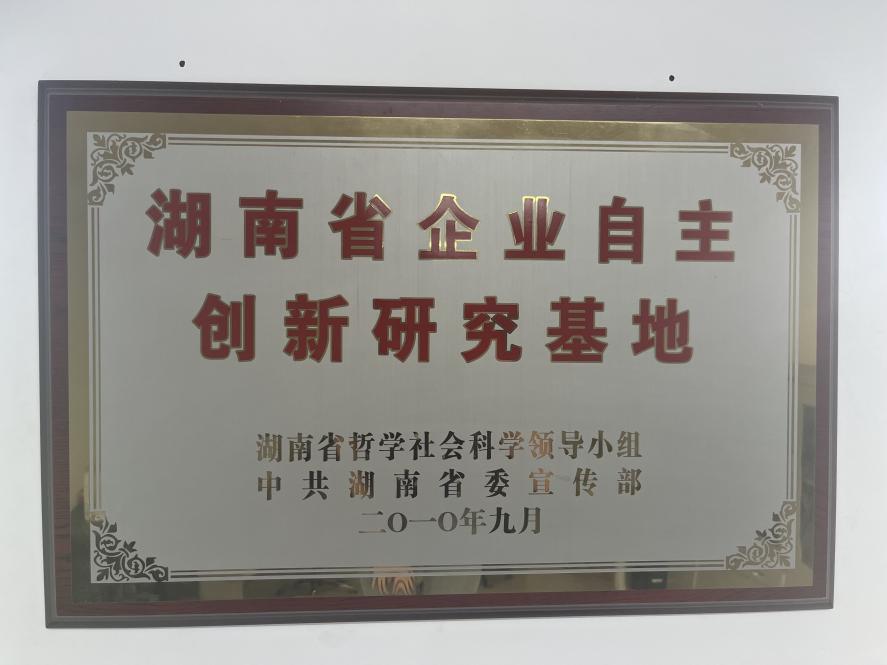 湖南省企业自主
创新研究基地
湖南省哲学社会科学领导小组
中共湖南省委宣传部
二O一O年九月